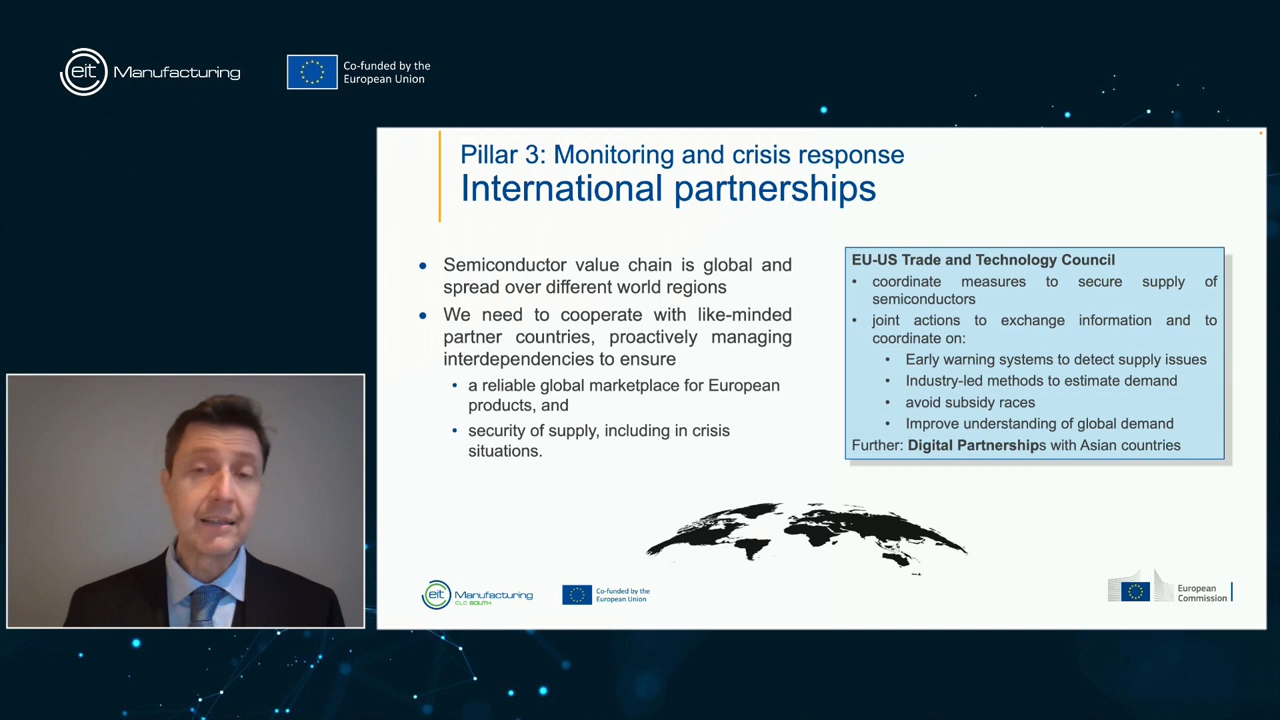 eit Manufacturing
Co-funded by the
European Union
Pillar 3: Monitoring and crisis response
International partnerships
• Semiconductor value chain is global and
spread over different world regions
• We need to cooperate with like-minded
partner countries, proactively managing
interdependencies to ensure
• a reliable global marketplace for European
products, and
• security of supply, including in crisis
situations.
EU-US Trade and Technology Council
• coordinate measures to secure supply of
semiconductors
• joint actions to exchange information and to
coordinate on:
• Early warning systems to detect supply issues
• Industry-led methods to estimate demand
• avoid subsidy races
• Improve understanding of global demand
Further: Digital Partnerships with Asian countries
eit Manufacturing
CLC SOUTH
Co-funded by the
European Union
European
Commission